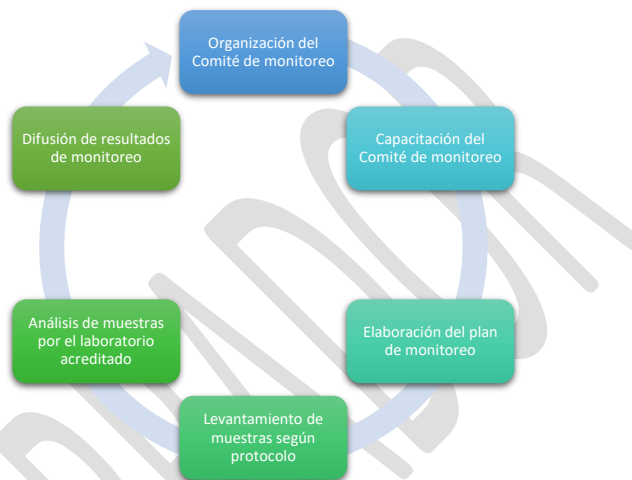 Organización del
Comité de monitoreo
Capacitación del
Comité de monitoreo
Elaboración del plan
de monitoreo
Levantamiento de
muestras según
protocolo
Análisis de muestras
por el laboratorio
acreditado
Difusión de resultados
de monitoreo